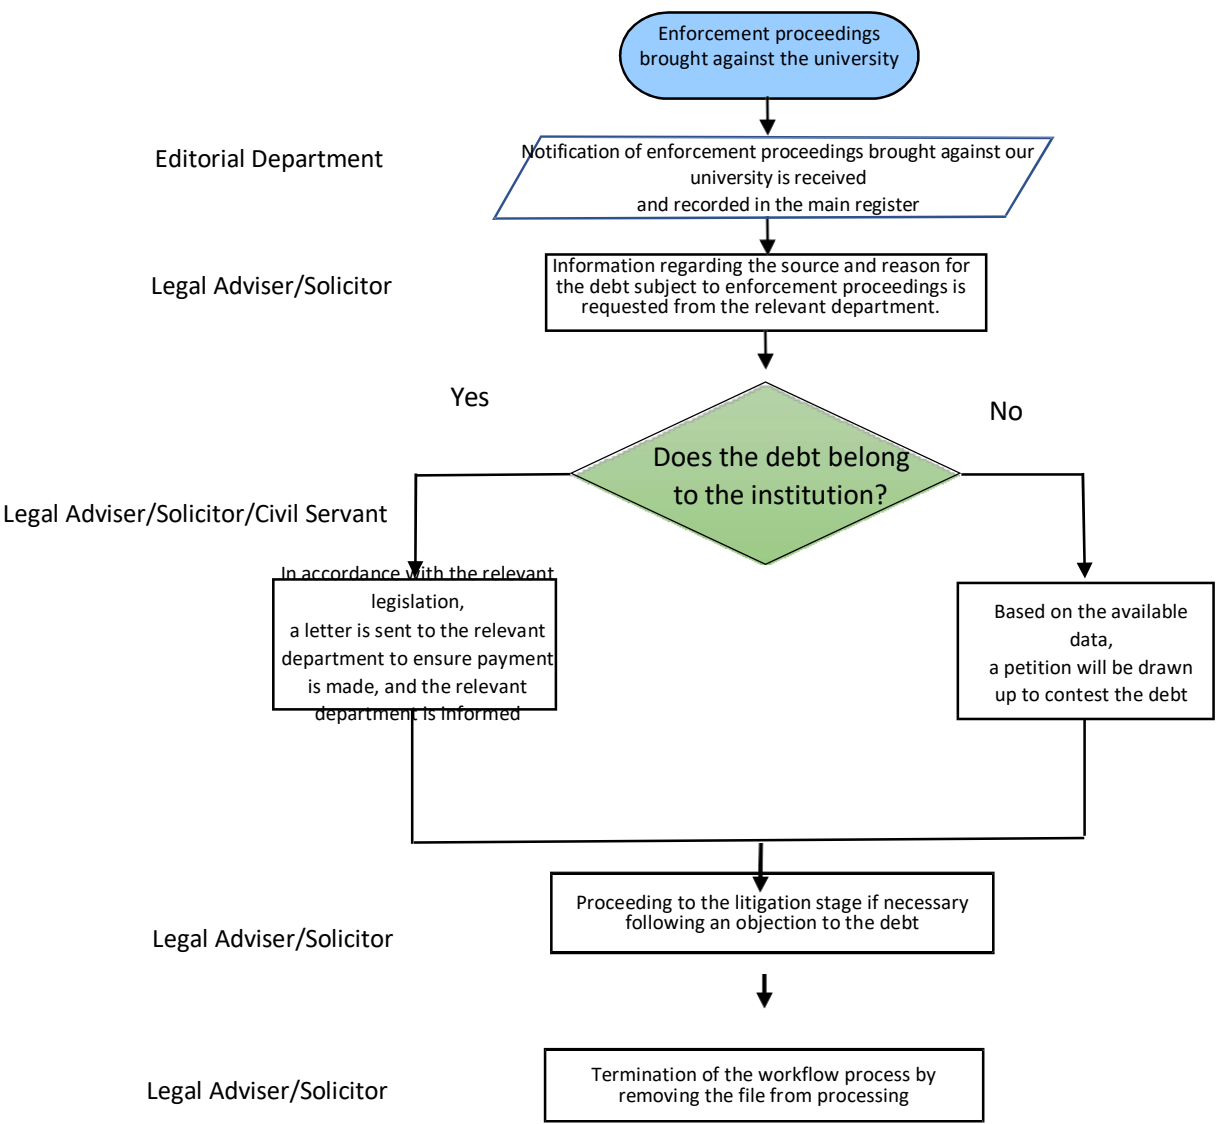 Enforcement proceedings
brought against the university
Editorial Department
Notification of enforcement proceedings brought against our
university is received
and recorded in the main register
Legal Adviser/Solicitor
Information regarding the source and reason for
the debt subject to enforcement proceedings is
requested from the relevant department.
Yes
No
Does the debt belong
to the institution?
Legal Adviser/Solicitor/Civil Servant
In accordance with the relevant
legislation,
a letter is sent to the relevant
department to ensure payment
is made, and the relevant
department is informed
Based on the available
data,
a petition will be drawn
up to contest the debt
Proceeding to the litigation stage if necessary
following an objection to the debt
Legal Adviser/Solicitor
Termination of the workflow process by
removing the file from processing
Legal Adviser/Solicitor